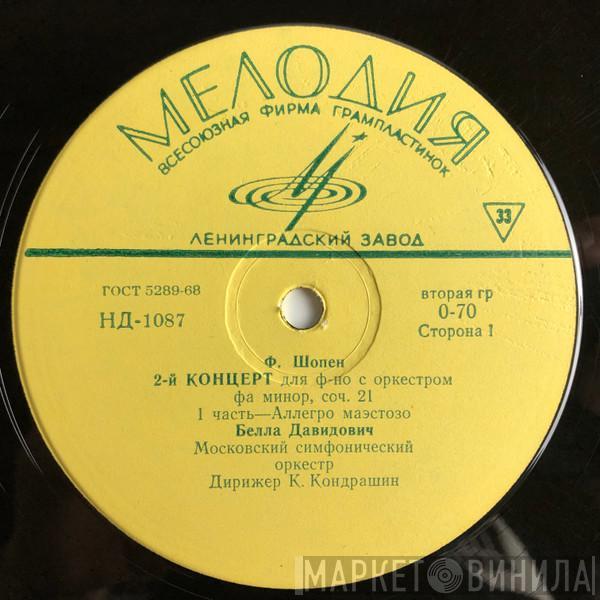 МЕЛОДИЯ
ВСЕСОЮЗНАЯ ФИРМА ГРАМПЛАСТИНОК
33
ЛЕНИНГРАДСКИЙ ЗАВОД
ГОСТ 5289-68
НД-1087
вторая гр
0-70
Сторона 1
Ф. Шопен
2-й КОНЦЕРТ для ф-но с оркестром
фа минор, соч. 21
1 часть—Аллегро маэстозо
Белла Давидович
Московский симфонический
оркестр
Дирижер К. Кондрашин
МАРКЕТ ВИНИЛА